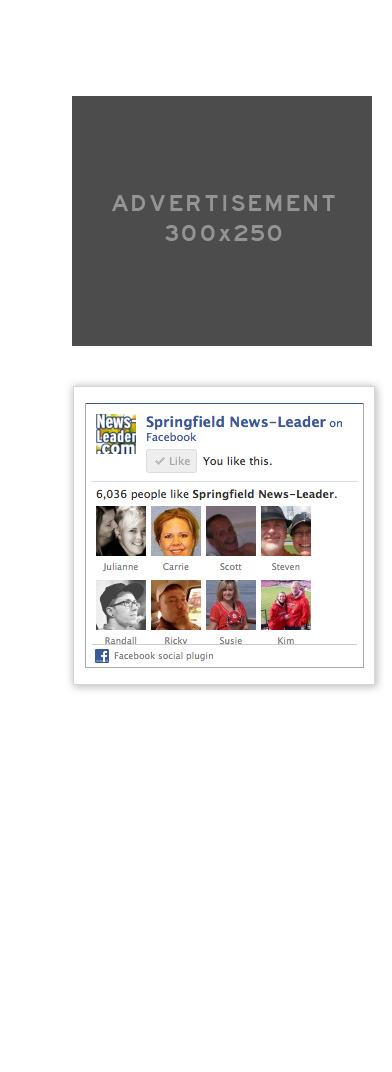 ADVERTISEMENT
300x250
News-
Leader
.com
Springfield News-Leader on
Facebook
Like You like this.
6,036 people like Springfield News-Leader.
Julianne Carrie Scott Steven
Randall Ricky Susie Kim
Facebook social plugin